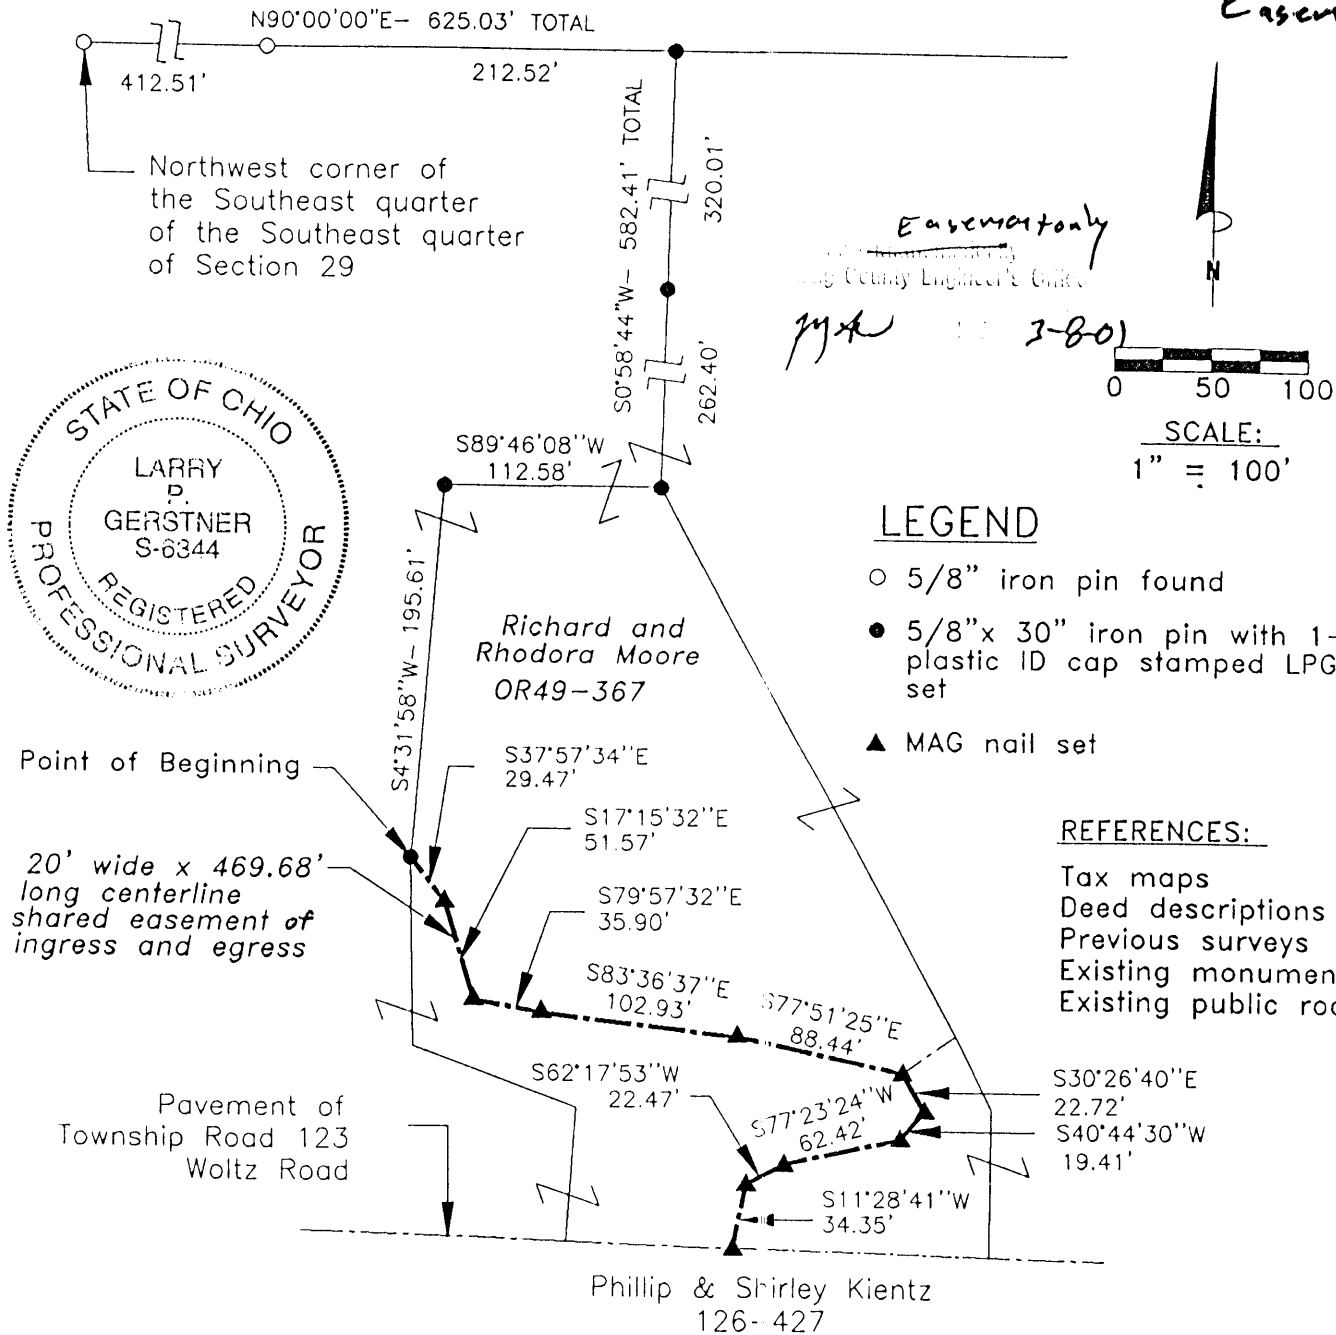 N90°00'00"E- 625.03' TOTAL
412.51'
212.52'
Northwest corner of
the Southeast quarter
of the Southeast quarter
of Section 29
S0°58'44"W- 582.41' TOTAL
320.01'
262.40'
Easement only
County Engineer's Office
3-8-01
N
0 50 100
SCALE:
1" = 100'
STATE OF OHIO
LARRY
P.
GERSTNER
S-6344
REGISTERED
PROFESSIONAL SURVEYOR
S89°46'08"W
112.58'
S4°31'58"W- 195.61'
Richard and
Rhodora Moore
OR49-367
LEGEND
○ 5/8" iron pin found
● 5/8"x 30" iron pin with 1-
plastic ID cap stamped LPG
set
▲ MAG nail set
Point of Beginning
S37°57'34"E
29.47'
S17°15'32"E
51.57'
20' wide x 469.68'
long centerline
shared easement of
ingress and egress
S79°57'32"E
35.90'
S83°36'37"E
102.93'
S77°51'25"E
88.44'
REFERENCES:
Tax maps
Deed descriptions
Previous surveys
Existing monumen
Existing public roa
S62°17'53"W
22.47'
S77°23'24"W
62.42'
S30°26'40"E
22.72'
S40°44'30"W
19.41'
Pavement of
Township Road 123
Woltz Road
S11°28'41"W
34.35'
Phillip & Shirley Kientz
126-427